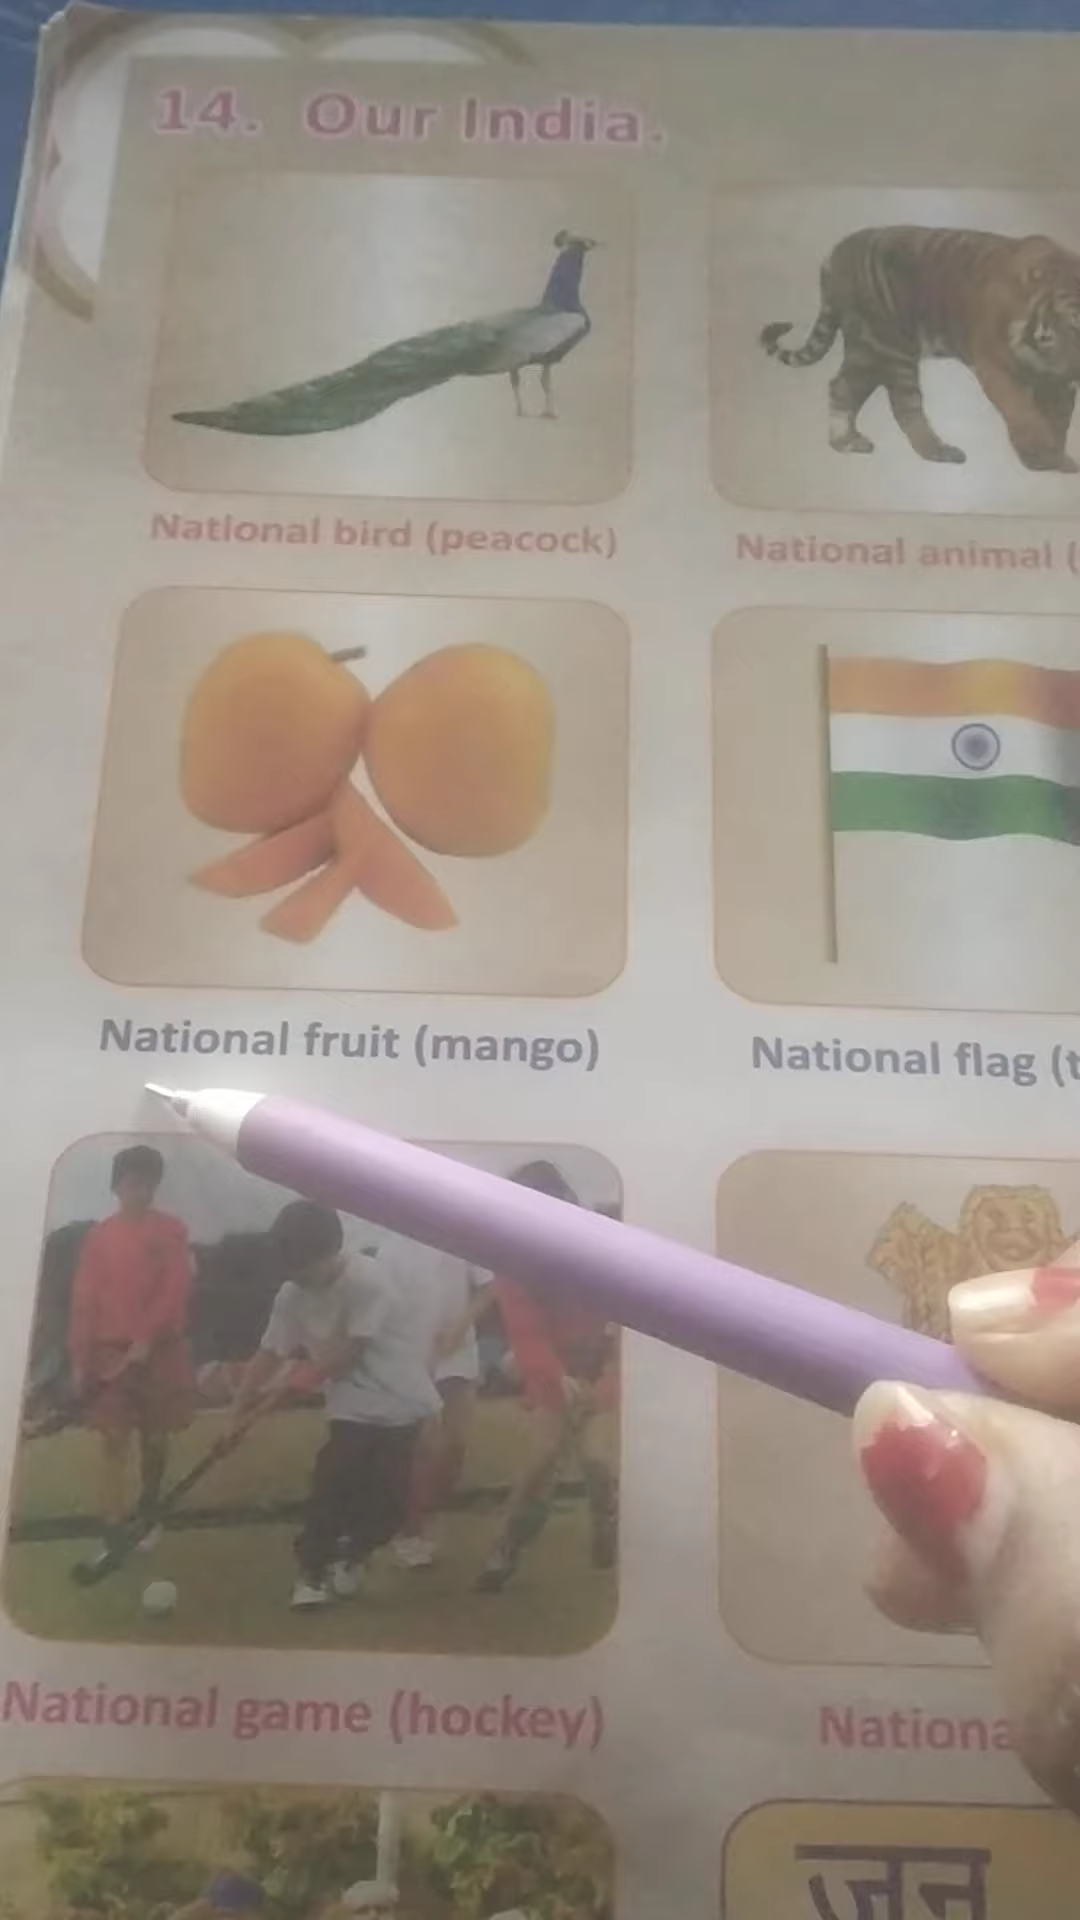 14. Our India.
National bird (peacock)
National animal (
National fruit (mango)
National flag (t
National game (hockey)
Nationa
जन